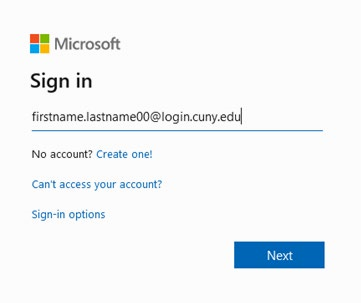 Microsoft
Sign in
firstname.lastname00@login.cuny.edu
No account? Create one!
Can't access your account?
Sign-in options
Next